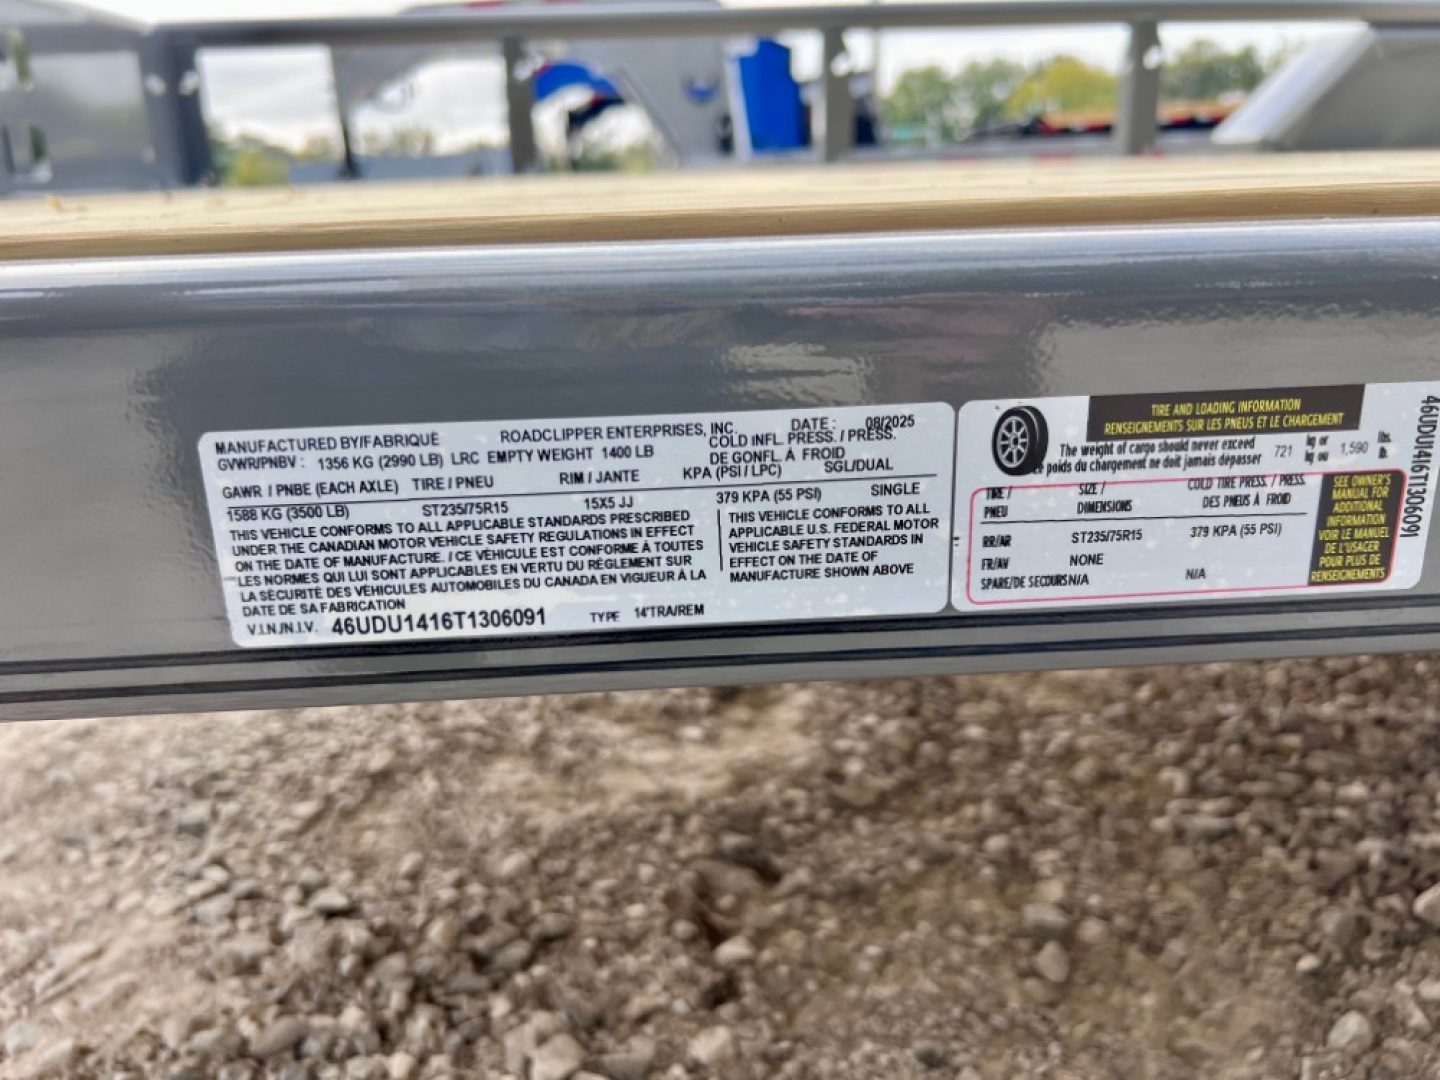 MANUFACTURED BY/FABRIQUÉ ROADCLIPPER ENTERPRISES, INC. DATE : 08/2025
GVWR/PNBV : 1356 KG (2990 LB) LRC EMPTY WEIGHT 1400 LB
COLD INFL. PRESS. / PRESS.
DE GONFL. À FROID
GAWR / PNBE (EACH AXLE) TIRE / PNEU RIM / JANTE KPA (PSI / LPC) SGL/DUAL
1588 KG (3500 LB) ST235/75R15 15X5 JJ 379 KPA (55 PSI) SINGLE
THIS VEHICLE CONFORMS TO ALL APPLICABLE STANDARDS PRESCRIBED
UNDER THE CANADIAN MOTOR VEHICLE SAFETY REGULATIONS IN EFFECT
ON THE DATE OF MANUFACTURE. / CE VÉHICULE EST CONFORME À TOUTES
LES NORMES QUI LUI SONT APPLICABLES EN VERTU DU RÉGLEMENT SUR
LA SÉCURITÉ DES VÉHICULES AUTOMOBILES DU CANADA EN VIGUEUR À LA
DATE DE SA FABRICATION
THIS VEHICLE CONFORMS TO ALL
APPLICABLE U.S. FEDERAL MOTOR
VEHICLE SAFETY STANDARDS IN
EFFECT ON THE DATE OF
MANUFACTURE SHOWN ABOVE
V.I.N./N.I.V. 46UDU1416T1306091 TYPE 14'TRA/REM
TIRE AND LOADING INFORMATION
RENSEIGNEMENTS SUR LES PNEUS ET LE CHARGEMENT
The weight of cargo should never exceed
Le poids du chargement ne doit jamais depasser
721 kg or
kg ou 1,590 lbs.
lb.
TIRE / SIZE / COLD TIRE PRESS. / PRESS.
PNEU DIMENSIONS DES PNEUS À FROID
RR/AR ST235/75R15 379 KPA (55 PSI)
FR/AV NONE
SPARE/DE SECOURS N/A N/A
SEE OWNER'S
MANUAL FOR
ADDITIONAL
INFORMATION
VOIR LE MANUEL
DE L'USAGER
POUR PLUS DE
RENSEIGNEMENTS
46UDU1416T1306091